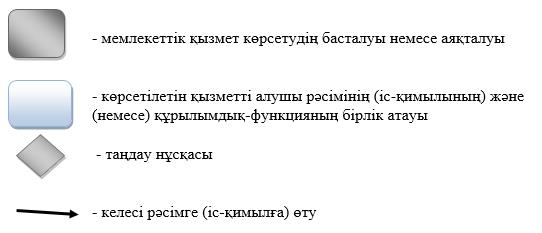 - мемлекеттік қызмет көрсетудің басталуы немесе аяқталуы
- көрсетілетін қызметті алушы рәсімінің (іс-қимылының) және
(немесе) құрылымдық-функцияның бірлік атауы
- таңдау нұсқасы
- келесі рәсімге (іс-қимылға) өту